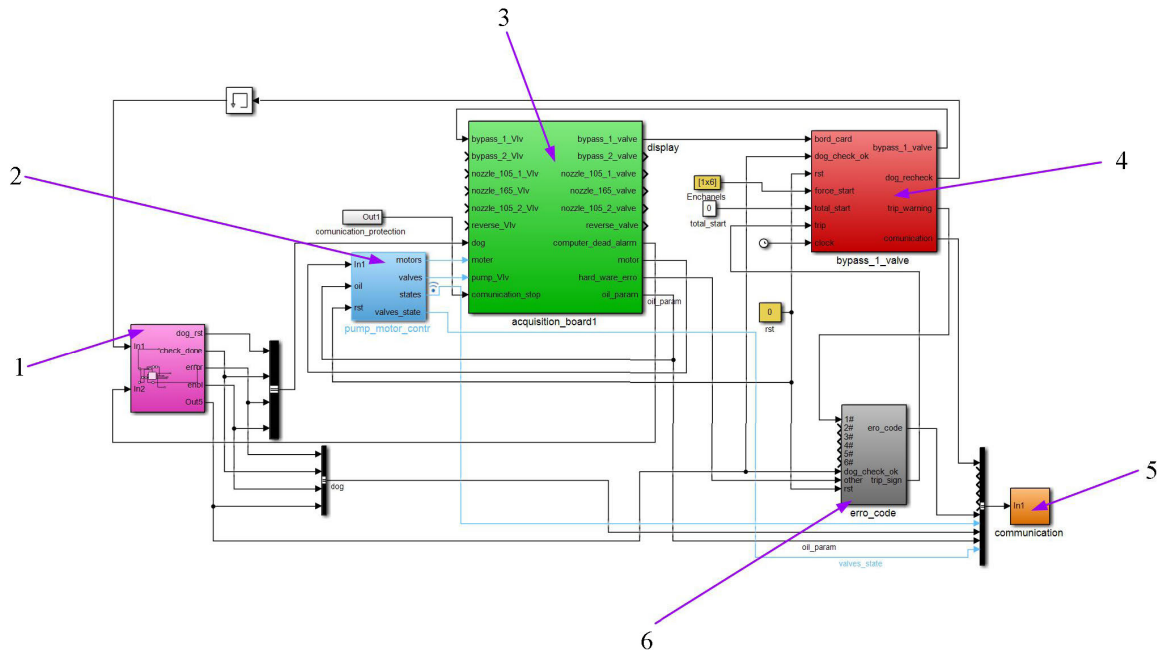 3
2
4
1
5
6
bypass_1_Vlv
bypass_2_Vlv
nozzle_105_1_Vlv
nozzle_165_Vlv
nozzle_105_2_Vlv
reverse_Vlv
dog
moter
pump_Vlv
comunication_stop
bypass_1_valve
bypass_2_valve
nozzle_105_1_valve
nozzle_165_valve
nozzle_105_2_valve
reverse_valve
computer_dead_alarm
motor
hard_ware_erro
oil_param
acquisition_board1
display
oil_param
bord_card
dog_check_ok
rst
force_start
total_start
trip
clock
bypass_1_valve
dog_recheck
trip_warning
comunication
bypass_1_valve
[1x6]
Enchanels
0
total_start
0
rst
Out1
comunication_protection
In1
oil
rst
motors
valves
states
valves_state
pump_motor_contr
In1
In2
dog_rst
check_done
error
enbl
Out5
dog
1#
2#
3#
4#
5#
6#
dog_check_ok
other
rst
ero_code
trip_sign
erro_code
oil_param
valves_state
In1
communication